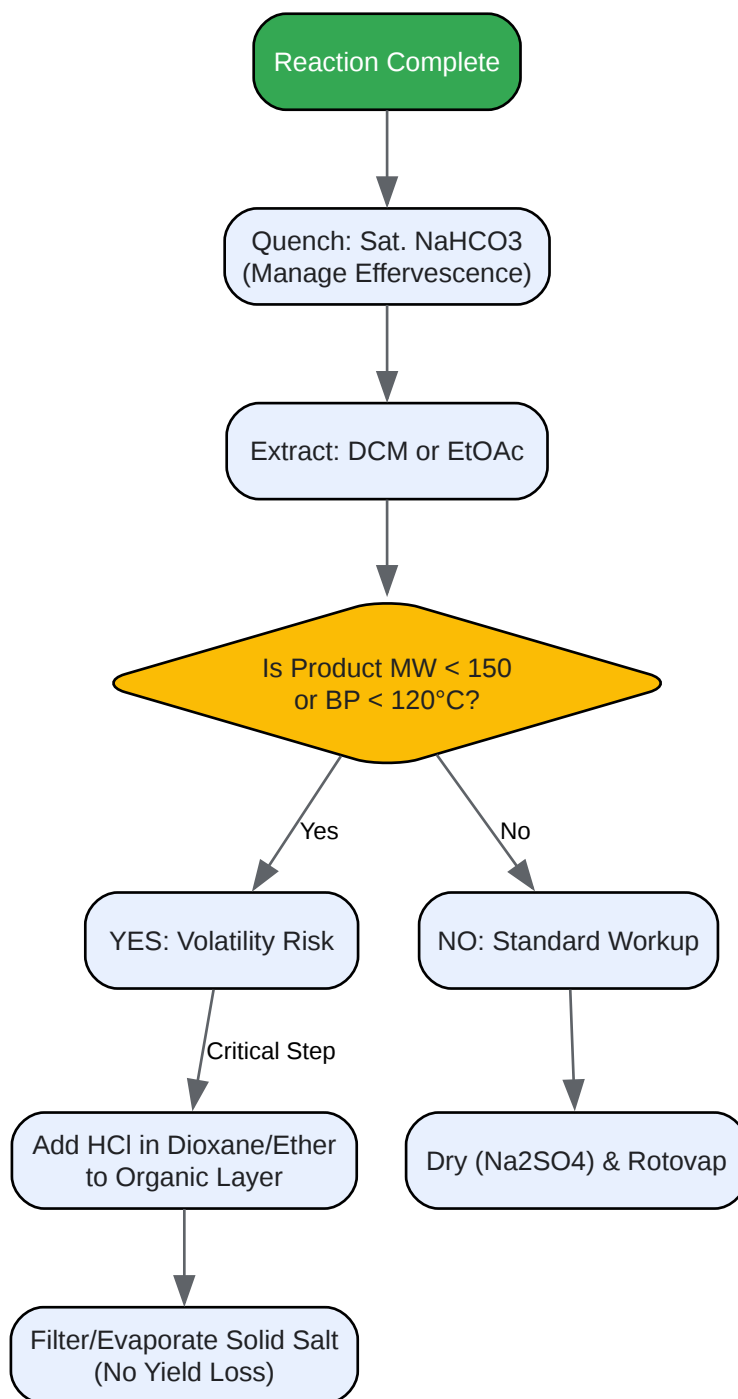 Reaction Complete
Quench: Sat. NaHCO3
(Manage Effervescence)
Extract: DCM or EtOAc
Is Product MW < 150
or BP < 120°C?
Yes
No
YES: Volatility Risk
NO: Standard Workup
Critical Step
Add HCl in Dioxane/Ether
to Organic Layer
Dry (Na2SO4) & Rotovap
Filter/Evaporate Solid Salt
(No Yield Loss)